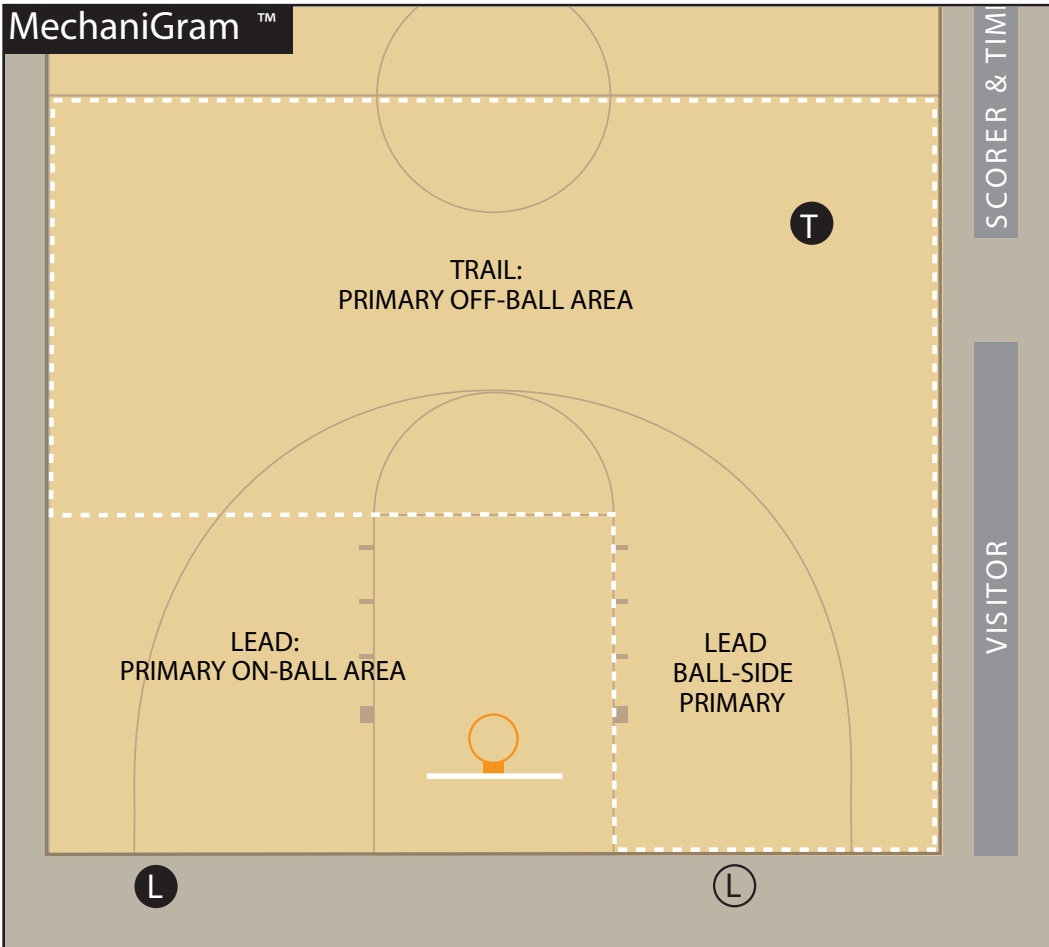 MechaniGram ™
SCORER & TIM
T
TRAIL:
PRIMARY OFF-BALL AREA
VISITOR
LEAD:
PRIMARY ON-BALL AREA
LEAD
BALL-SIDE
PRIMARY
L
L